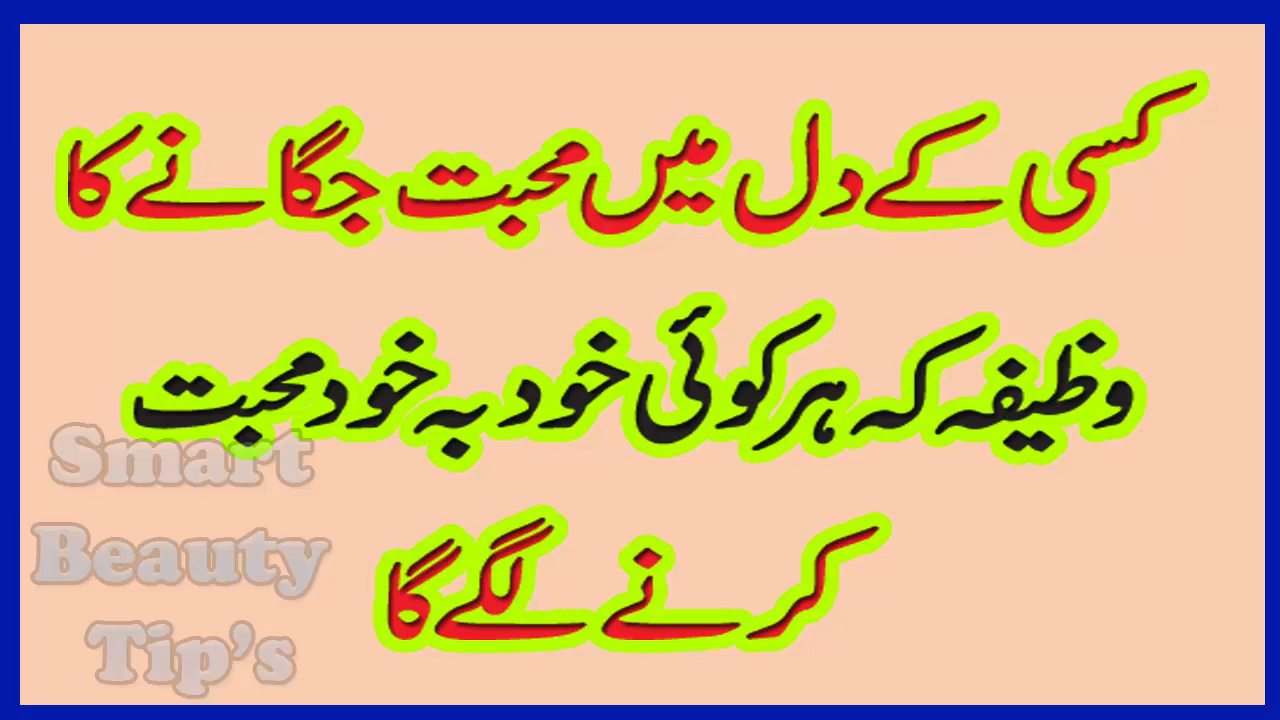 کسی کے دل میں محبت جگانے کا
وظیفہ کہ ہر کوئی خود بہ خود محبت
کرنے لگے گا
Smart
Beauty
Tip's